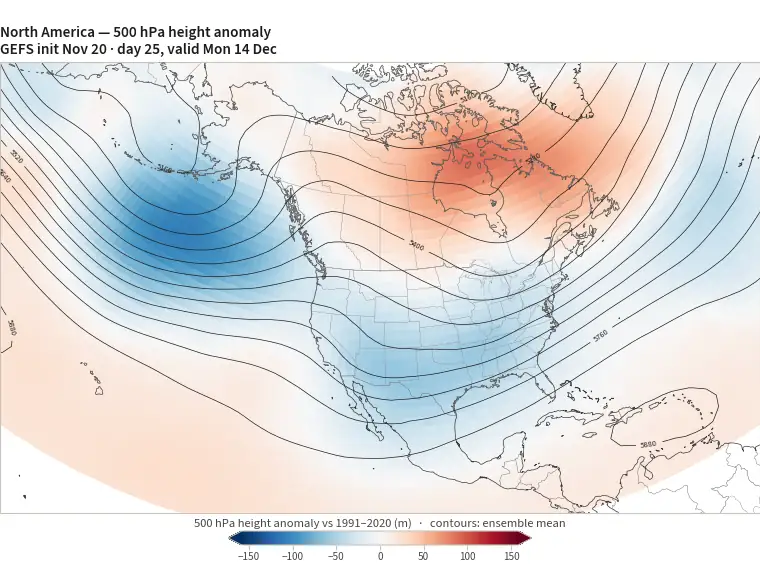 North America — 500 hPa height anomaly
GEFS init Nov 20 · day 25, valid Mon 14 Dec
5400
5760
5880
5880
500 hPa height anomaly vs 1991–2020 (m) · contours: ensemble mean
−150 −100 −50 0 50 100 150